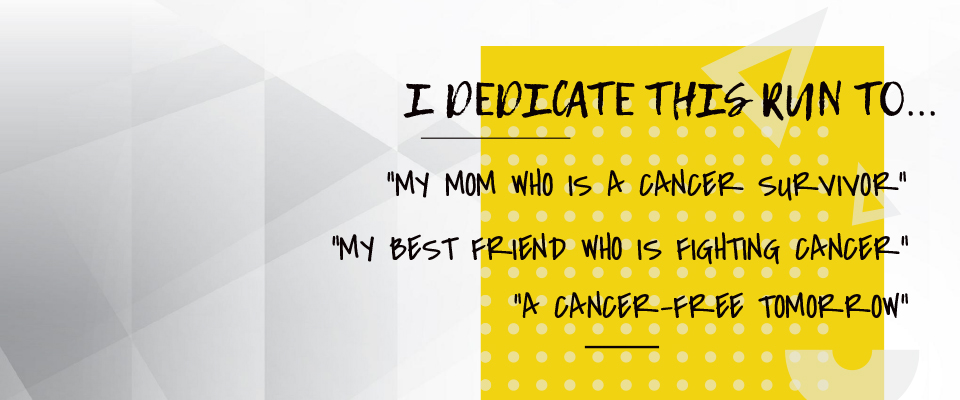 I DEDICATE THIS RUN TO...
"MY MOM WHO IS A CANCER SURVIVOR"
"MY BEST FRIEND WHO IS FIGHTING CANCER"
"A CANCER-FREE TOMORROW"